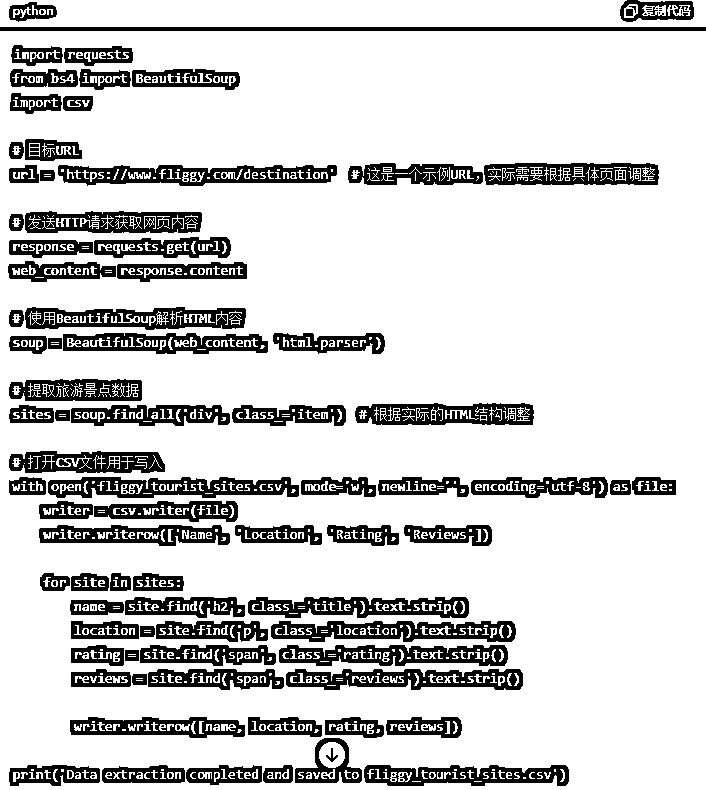 python
复制代码
import requests
from bs4 import BeautifulSoup
import csv
# 目标URL
url = 'https://www.fliggy.com/destination'  # 这是一个示例URL，实际需要根据具体页面调整
# 发送HTTP请求获取网页内容
response = requests.get(url)
web_content = response.content
# 使用BeautifulSoup解析HTML内容
soup = BeautifulSoup(web_content, 'html.parser')
# 提取旅游景点数据
sites = soup.find_all('div', class_='item')  # 根据实际的HTML结构调整
# 打开CSV文件用于写入
with open('fliggy_tourist_sites.csv', mode='w', newline='', encoding='utf-8') as file:
    writer = csv.writer(file)
    writer.writerow(['Name', 'Location', 'Rating', 'Reviews'])
    for site in sites:
        name = site.find('h2', class_='title').text.strip()
        location = site.find('p', class_='location').text.strip()
        rating = site.find('span', class_='rating').text.strip()
        reviews = site.find('span', class_='reviews').text.strip()
        writer.writerow([name, location, rating, reviews])
print('Data extraction completed and saved to fliggy_tourist_sites.csv')